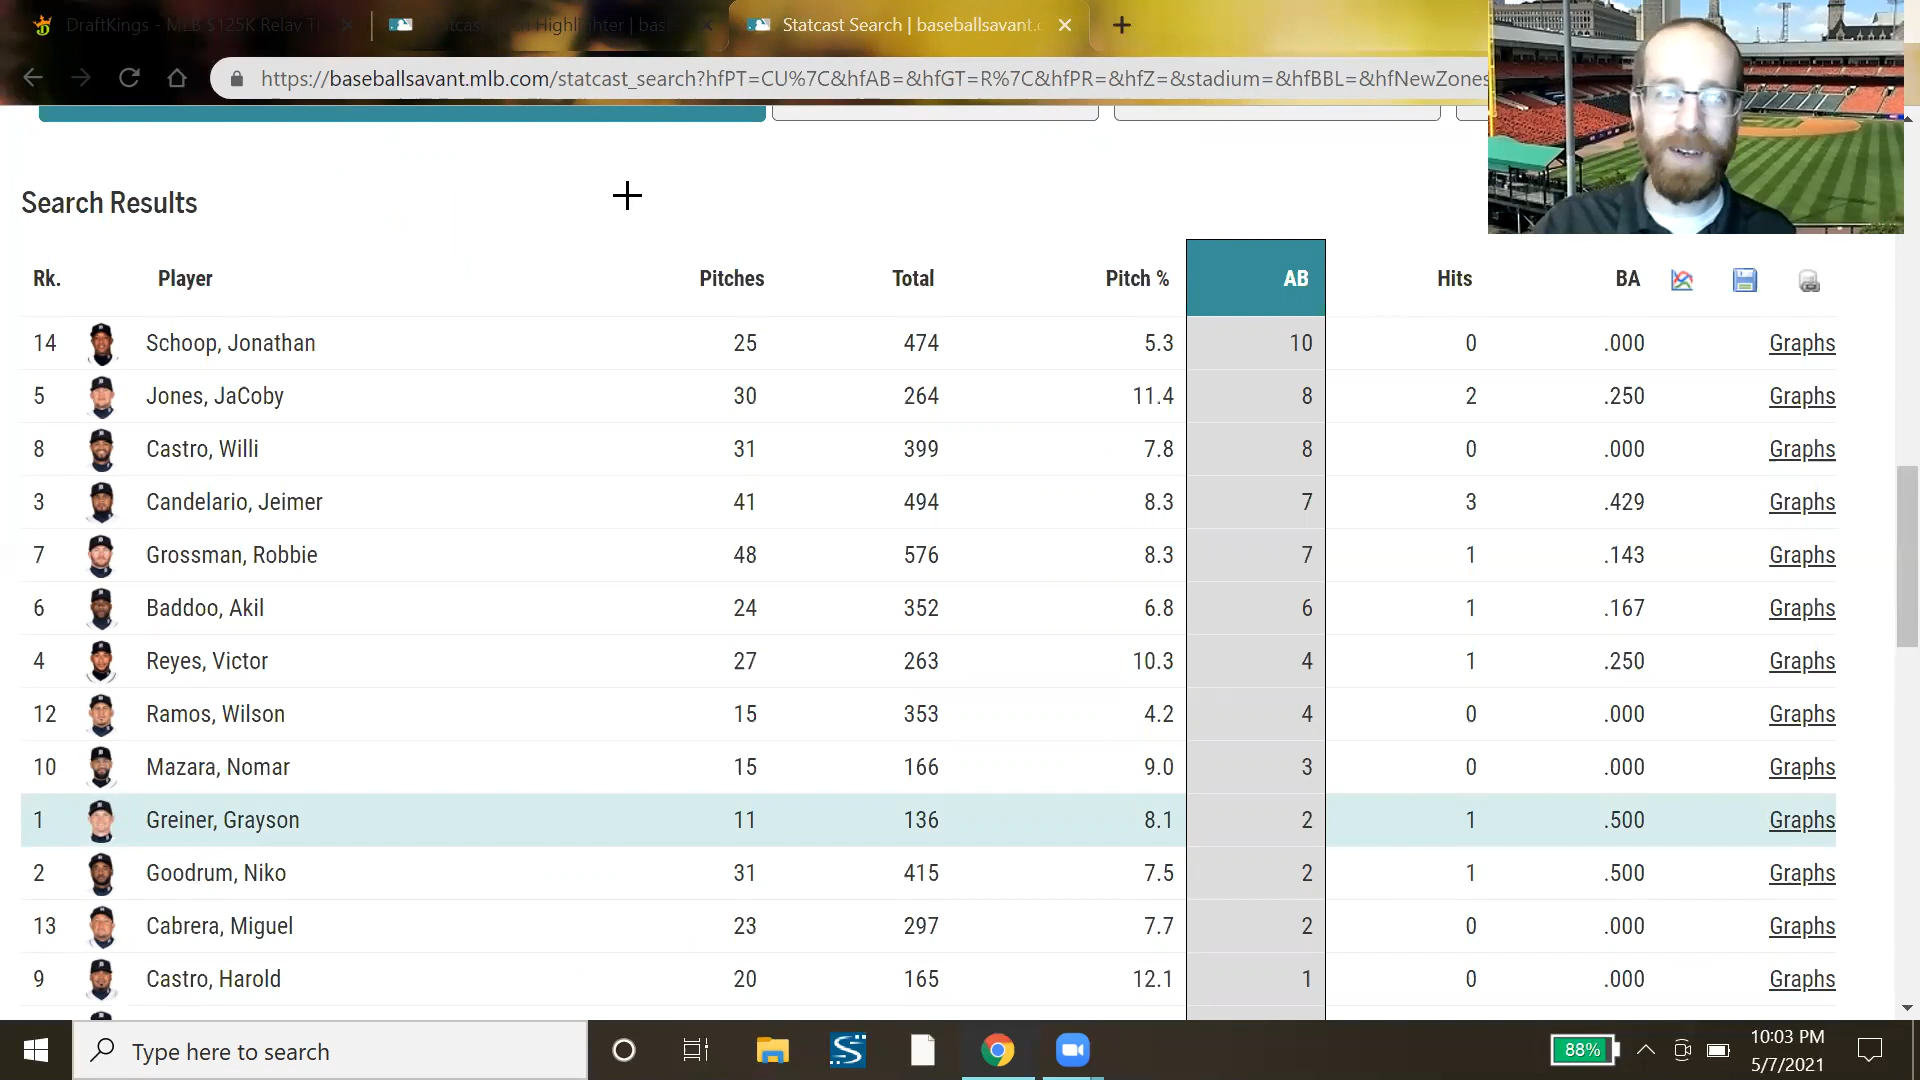 DraftKings - MLB $125K Relay T
Highlighter | bas
Statcast Search | baseballsavant.
https://baseballsavant.mlb.com/statcast_search?hfPT=CU%7C&hfAB=&hfGT=R%7C&hfPR=&hfZ=&stadium=&hfBBL=&hfNewZones
Search Results
Rk. Player Pitches Total Pitch % AB Hits BA
14 Schoop, Jonathan 25 474 5.3 10 0 .000 Graphs
5 Jones, JaCoby 30 264 11.4 8 2 .250 Graphs
8 Castro, Willi 31 399 7.8 8 0 .000 Graphs
3 Candelario, Jeimer 41 494 8.3 7 3 .429 Graphs
7 Grossman, Robbie 48 576 8.3 7 1 .143 Graphs
6 Baddoo, Akil 24 352 6.8 6 1 .167 Graphs
4 Reyes, Victor 27 263 10.3 4 1 .250 Graphs
12 Ramos, Wilson 15 353 4.2 4 0 .000 Graphs
10 Mazara, Nomar 15 166 9.0 3 0 .000 Graphs
1 Greiner, Grayson 11 136 8.1 2 1 .500 Graphs
2 Goodrum, Niko 31 415 7.5 2 1 .500 Graphs
13 Cabrera, Miguel 23 297 7.7 2 0 .000 Graphs
9 Castro, Harold 20 165 12.1 1 0 .000 Graphs
Type here to search
88%
10:03 PM
5/7/2021